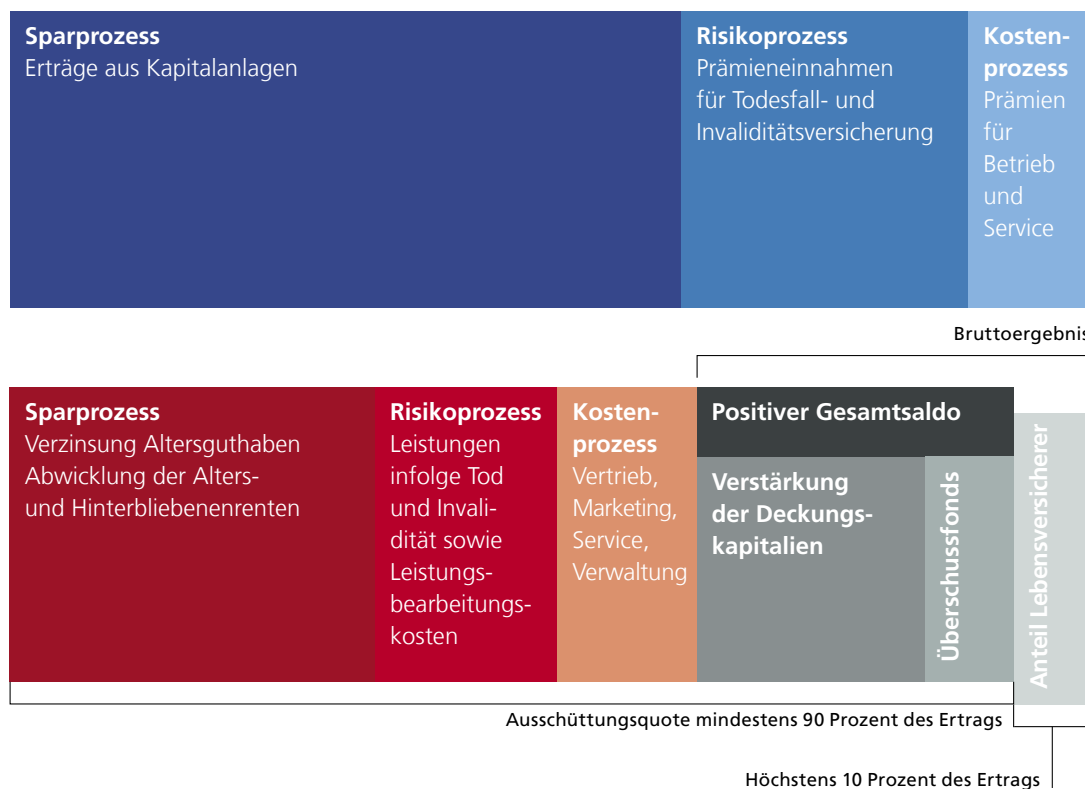 Sparprozess
Erträge aus Kapitalanlagen
Risikoprozess
Prämieneinnahmen
für Todesfall- und
Invaliditätsversicherung
Kosten-
prozess
Prämien
für
Betrieb
und
Service
Bruttoergebnis
Sparprozess
Verzinsung Altersguthaben
Abwicklung der Alters-
und Hinterbliebenenrenten
Risikoprozess
Leistungen
infolge Tod
und Invali-
dität sowie
Leistungs-
bearbeitungs-
kosten
Kosten-
prozess
Vertrieb,
Marketing,
Service,
Verwaltung
Positiver Gesamtsaldo
Verstärkung
der Deckungs-
kapitalien
Überschussfonds
Anteil Lebensversicherer
Ausschüttungsquote mindestens 90 Prozent des Ertrags
Höchstens 10 Prozent des Ertrags